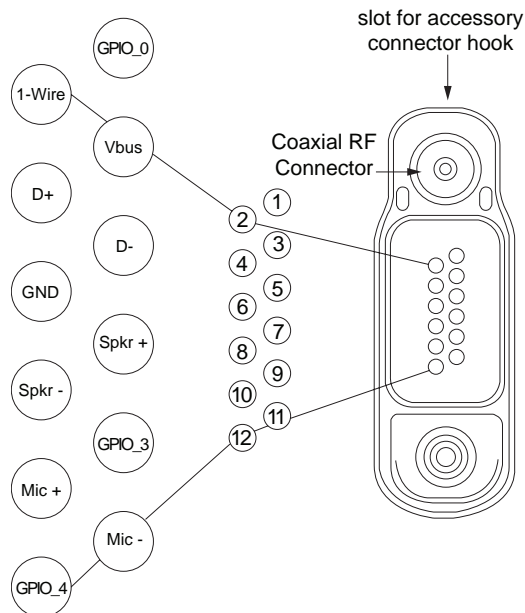 slot for accessory
connector hook
GPIO_0
1-Wire
Vbus
Coaxial RF
Connector
D+
D-
GND
Spkr +
Spkr -
GPIO_3
Mic +
Mic -
GPIO_4
1
2
3
4
5
6
7
8
9
10
11
12